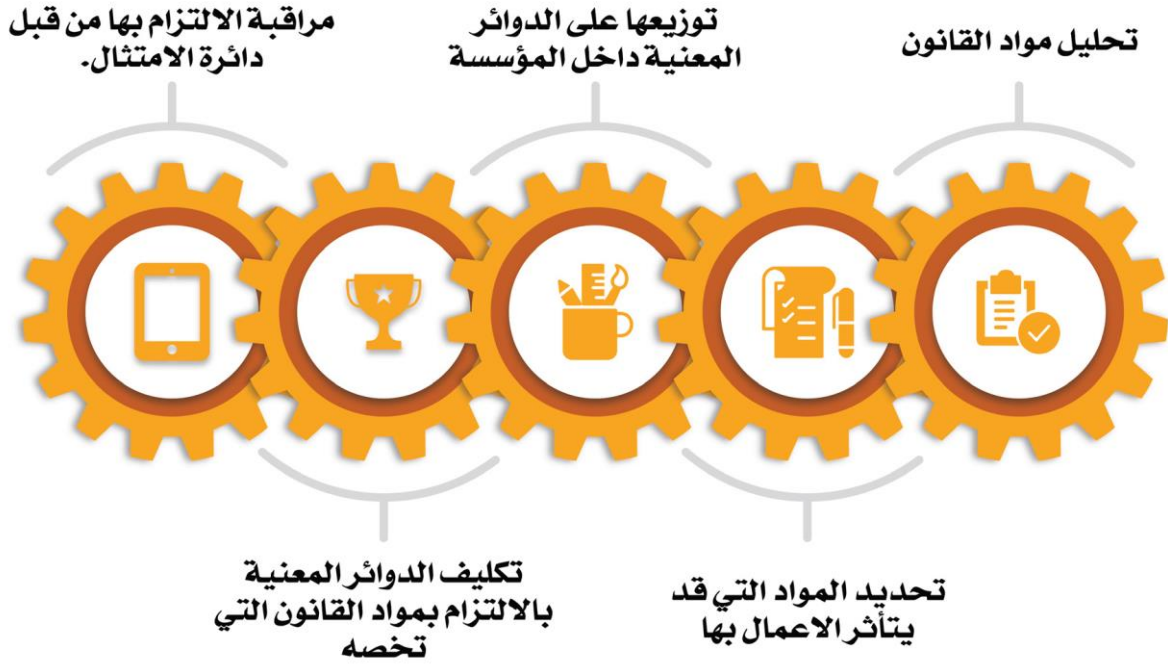 تحليل مواد القانون
تحديد المواد التي قد
يتأثر الاعمال بها
توزيعها على الدوائر
المعنية داخل المؤسسة
تكليف الدوائر المعنية
بالالتزام بمواد القانون التي
تخصه
مراقبة الالتزام بها من قبل
دائرة الامتثال.